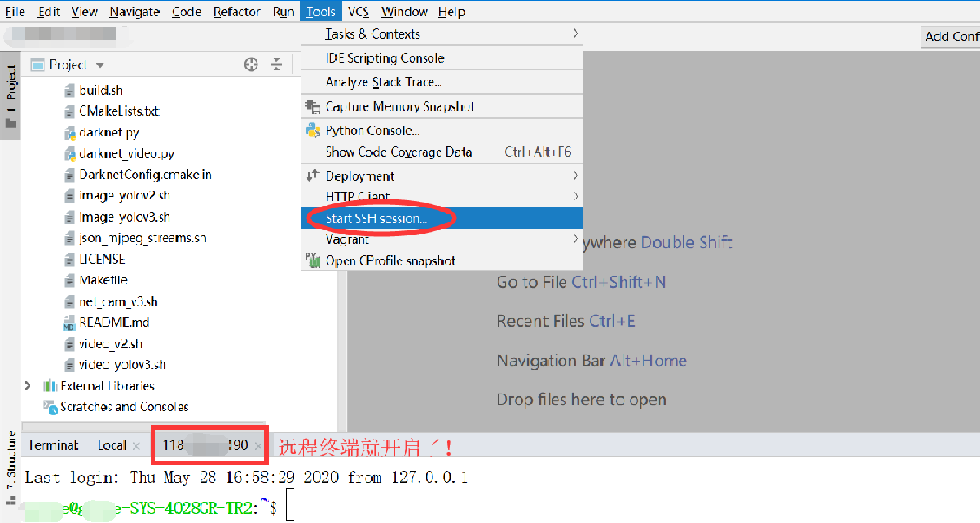 File Edit View Navigate Code Refactor Run Tools VCS Window Help
Add Conf
Project
1: Project
build.sh
CMakeLists.txt
darknet.py
darknet_video.py
DarknetConfig.cmake.in
image_yolov2.sh
image_yolov3.sh
json_mjpeg_streams.sh
LICENSE
Makefile
net_cam_v3.sh
README.md
video_v2.sh
video_yolov3.sh
External Libraries
Scratches and Consoles
Tasks & Contexts
IDE Scripting Console
Analyze Stack Trace...
Capture Memory Snapshot
Python Console...
Show Code Coverage Data Ctrl+Alt+F6
Deployment
HTTP Client
Start SSH session...
Vagrant
Open CProfile snapshot
ywhere Double Shift
Go to File Ctrl+Shift+N
Recent Files Ctrl+E
Navigation Bar Alt+Home
Drop files here to open
7: Structure
Terminal Local 118 190 远程终端就开启了!
Last login: Thu May 28 16:58:29 2020 from 127.0.0.1
e@g e-SYS-4028GR-TR2:~$